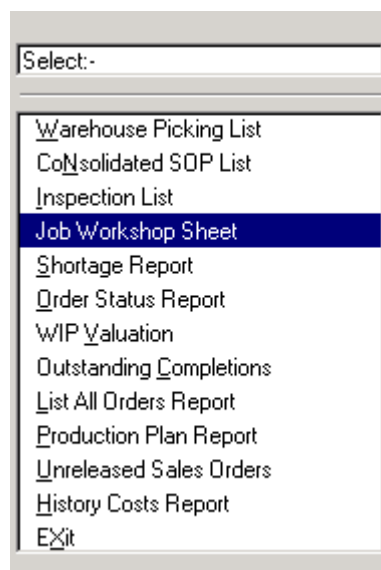 Select:-
Warehouse Picking List
CoNsolidated SOP List
Inspection List
Job Workshop Sheet
Shortage Report
Order Status Report
WIP Valuation
Outstanding Completions
List All Orders Report
Production Plan Report
Unreleased Sales Orders
History Costs Report
EXit